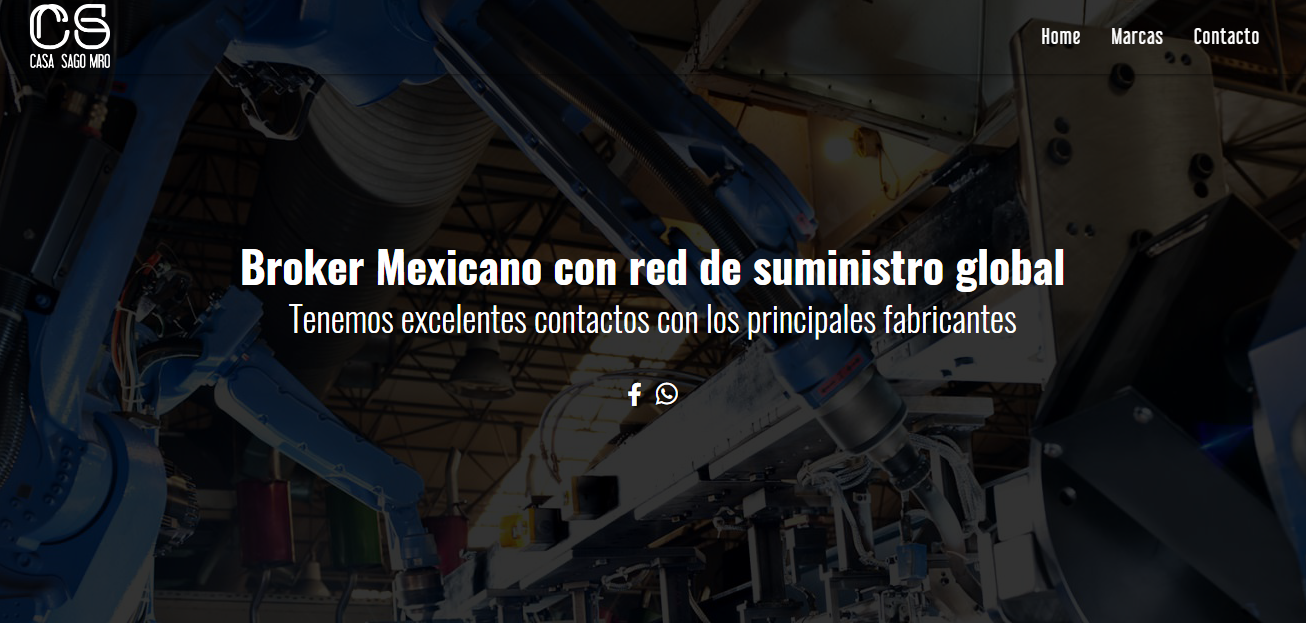 CS
CASA SAGO MRO
Home Marcas Contacto
Broker Mexicano con red de suministro global
Tenemos excelentes contactos con los principales fabricantes